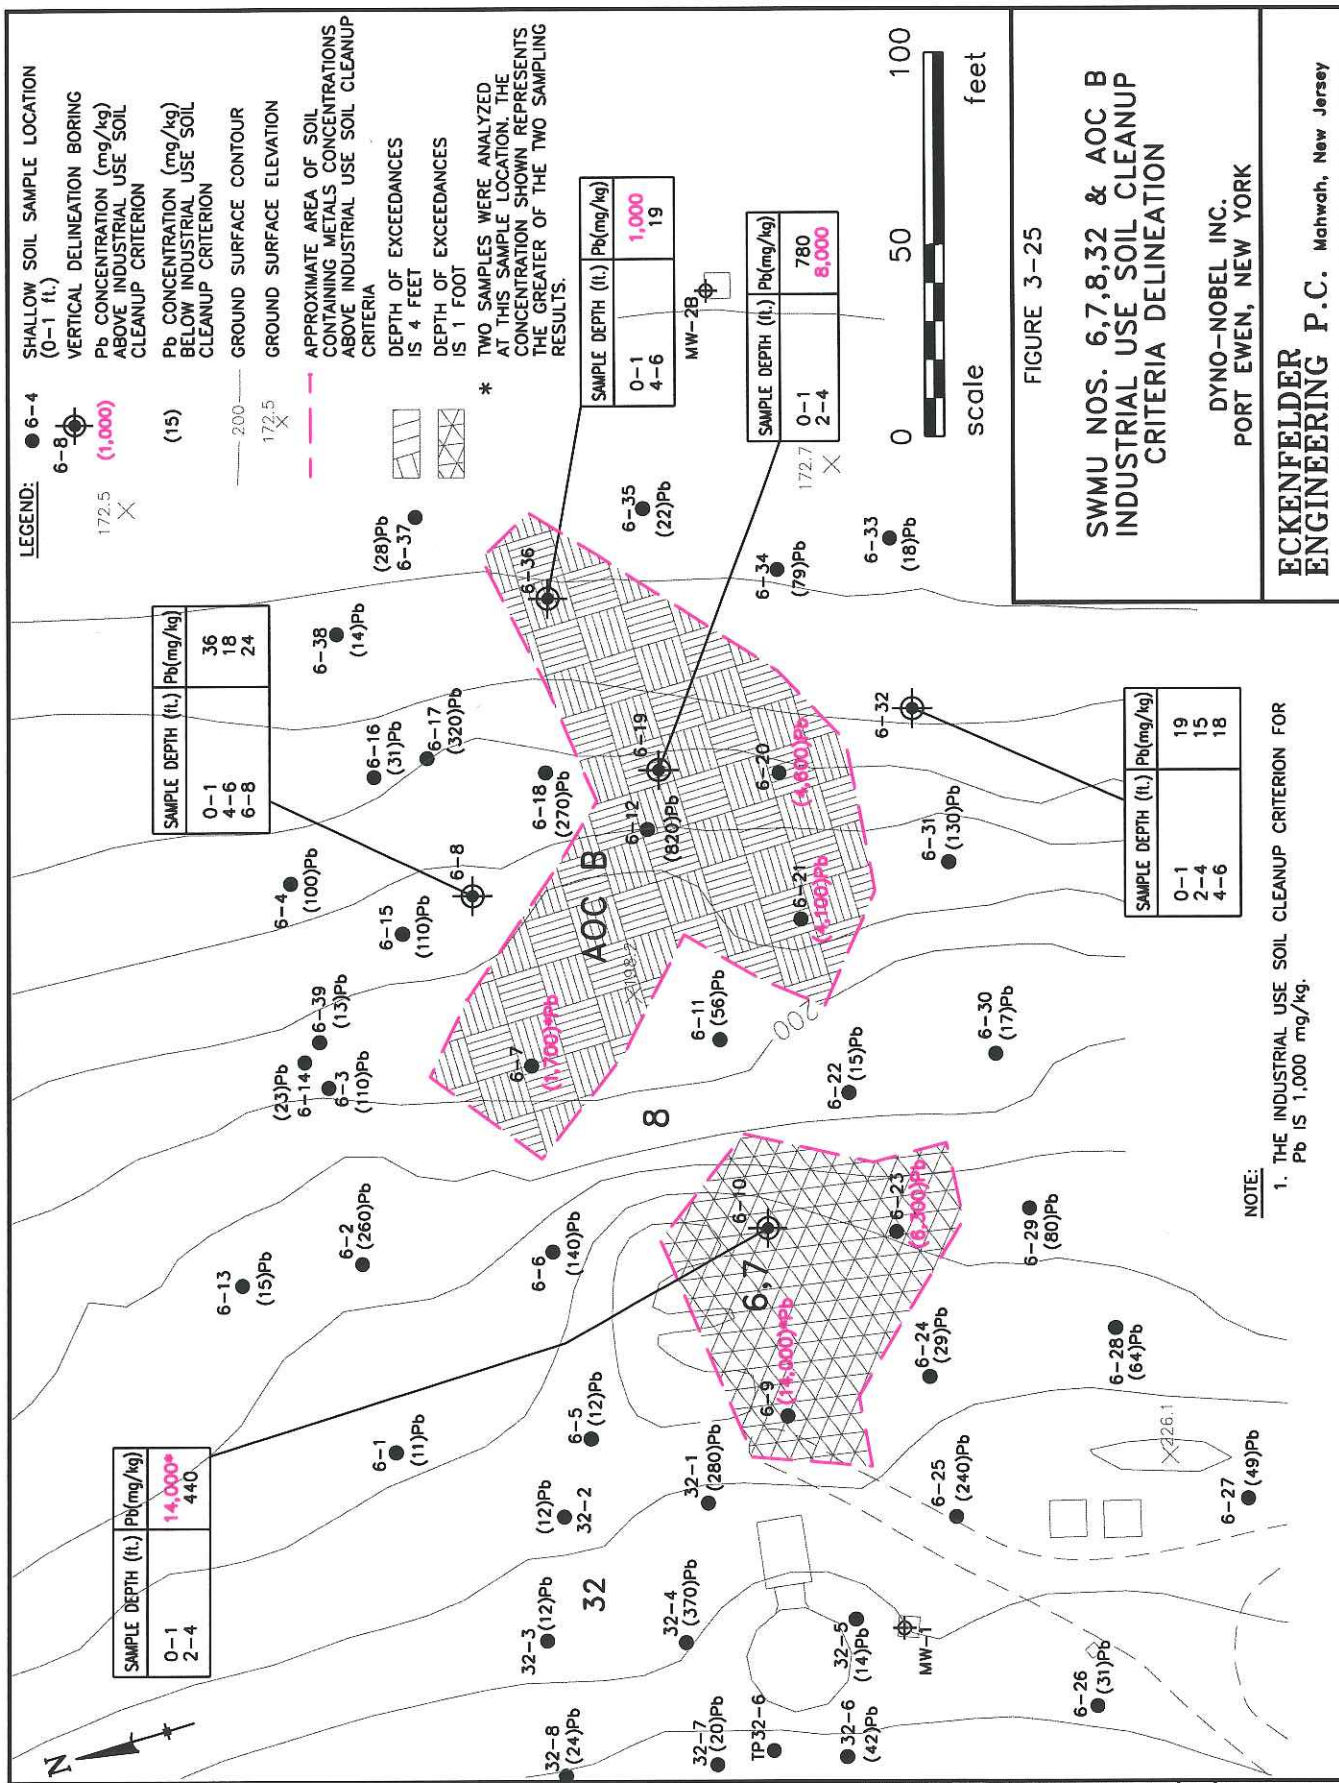 LEGEND:
6-4
SHALLOW SOIL SAMPLE LOCATION
(0-1 ft.)
6-8
VERTICAL DELINEATION BORING
(1,000)
Pb CONCENTRATION (mg/kg)
ABOVE INDUSTRIAL USE SOIL
CLEANUP CRITERION
(15)
Pb CONCENTRATION (mg/kg)
BELOW INDUSTRIAL USE SOIL
CLEANUP CRITERION
200
GROUND SURFACE CONTOUR
172.5
GROUND SURFACE ELEVATION
APPROXIMATE AREA OF SOIL
CONTAINING METALS CONCENTRATIONS
ABOVE INDUSTRIAL USE SOIL CLEANUP
CRITERIA
DEPTH OF EXCEEDANCES
IS 4 FEET
DEPTH OF EXCEEDANCES
IS 1 FOOT
* TWO SAMPLES WERE ANALYZED
AT THIS SAMPLE LOCATION. THE
CONCENTRATION SHOWN REPRESENTS
THE GREATER OF THE TWO SAMPLING
RESULTS.
172.5
SAMPLE DEPTH (ft.) Pb(mg/kg)
0-1 14,000*
2-4 440
SAMPLE DEPTH (ft.) Pb(mg/kg)
0-1 36
4-6 18
6-8 24
SAMPLE DEPTH (ft.) Pb(mg/kg)
0-1 1,000
4-6 19
SAMPLE DEPTH (ft.) Pb(mg/kg)
0-1 780
2-4 8,000
SAMPLE DEPTH (ft.) Pb(mg/kg)
0-1 19
2-4 15
4-6 18
N
6-13
(15)Pb
6-2
(260)Pb
6-1
(11)Pb
(23)Pb
6-14
6-3
(110)Pb
6-39
(13)Pb
6-4
(100)Pb
6-15
(110)Pb
6-8
6-16
(31)Pb
6-17
(320)Pb
6-38
(14)Pb
(28)Pb
6-37
6-18
(270)Pb
6-36
6-35
(22)Pb
6-34
(79)Pb
6-33
(18)Pb
MW-2B
172.7
6-19
6-12
(820)Pb
6-20
(4,600)Pb
6-21
(4,100)Pb
AOC B
198.2
6-7
(1,700)*Pb
8
6-11
(56)Pb
200
6-22
(15)Pb
6-30
(17)Pb
6-31
(130)Pb
6-32
6-6
(140)Pb
6-10
6,7
6-9
(14,000)*Pb
6-23
(6,300)Pb
6-29
(80)Pb
6-24
(29)Pb
6-28
(64)Pb
226.1
6-25
(240)Pb
6-27
(49)Pb
6-26
(31)Pb
6-5
(12)Pb
(12)Pb
32-2
32-1
(280)Pb
32-3
(12)Pb
32
32-4
(370)Pb
32-5
(14)Pb
MW-1
32-8
(24)Pb
32-7
(20)Pb
TP32-6
32-6
(42)Pb
0 50 100
scale feet
NOTE:
1. THE INDUSTRIAL USE SOIL CLEANUP CRITERION FOR
Pb IS 1,000 mg/kg.
FIGURE 3-25
SWMU NOS. 6,7,8,32 & AOC B
INDUSTRIAL USE SOIL CLEANUP
CRITERIA DELINEATION
DYNO-NOBEL INC.
PORT EWEN, NEW YORK
ECKENFELDER
ENGINEERING P.C. Mahwah, New Jersey